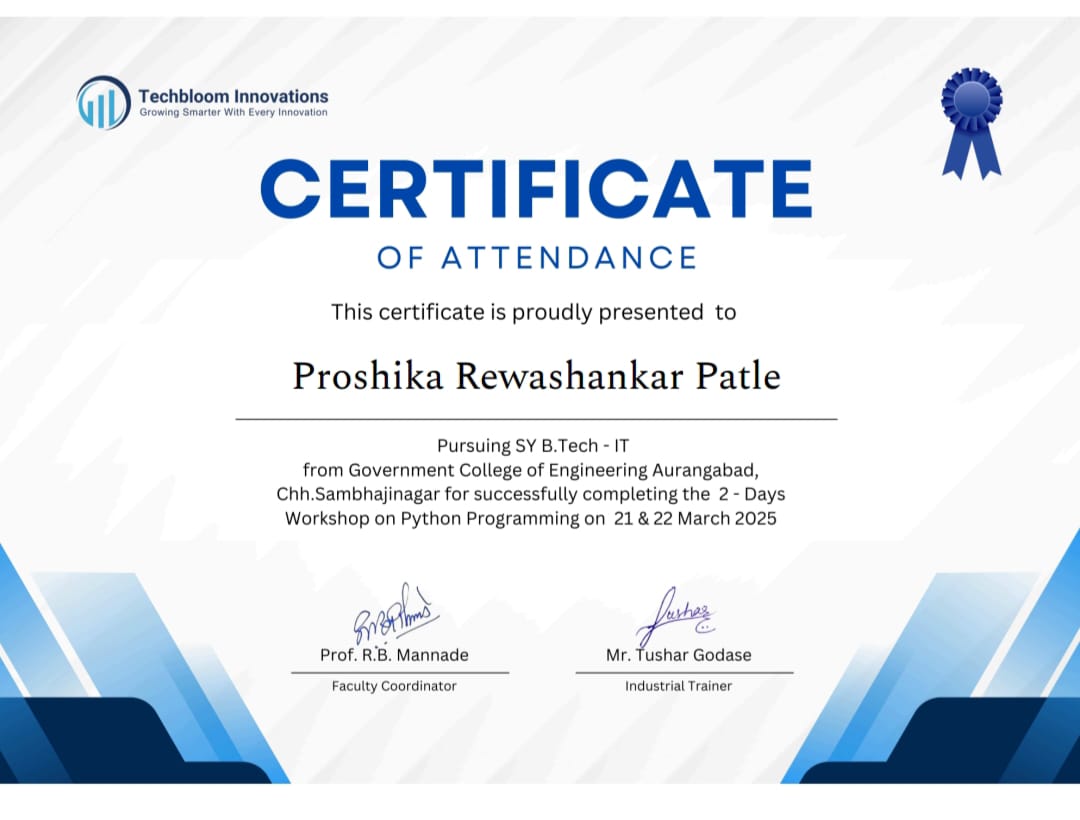 Techbloom Innovations
Growing Smarter With Every Innovation
CERTIFICATE
OF ATTENDANCE
This certificate is proudly presented to
Proshika Rewashankar Patle
Pursuing SY B.Tech - IT
from Government College of Engineering Aurangabad,
Chh.Sambhajinagar for successfully completing the 2 - Days
Workshop on Python Programming on 21 & 22 March 2025
Tushar
Prof. R.B. Mannade
Mr. Tushar Godase
Faculty Coordinator
Industrial Trainer